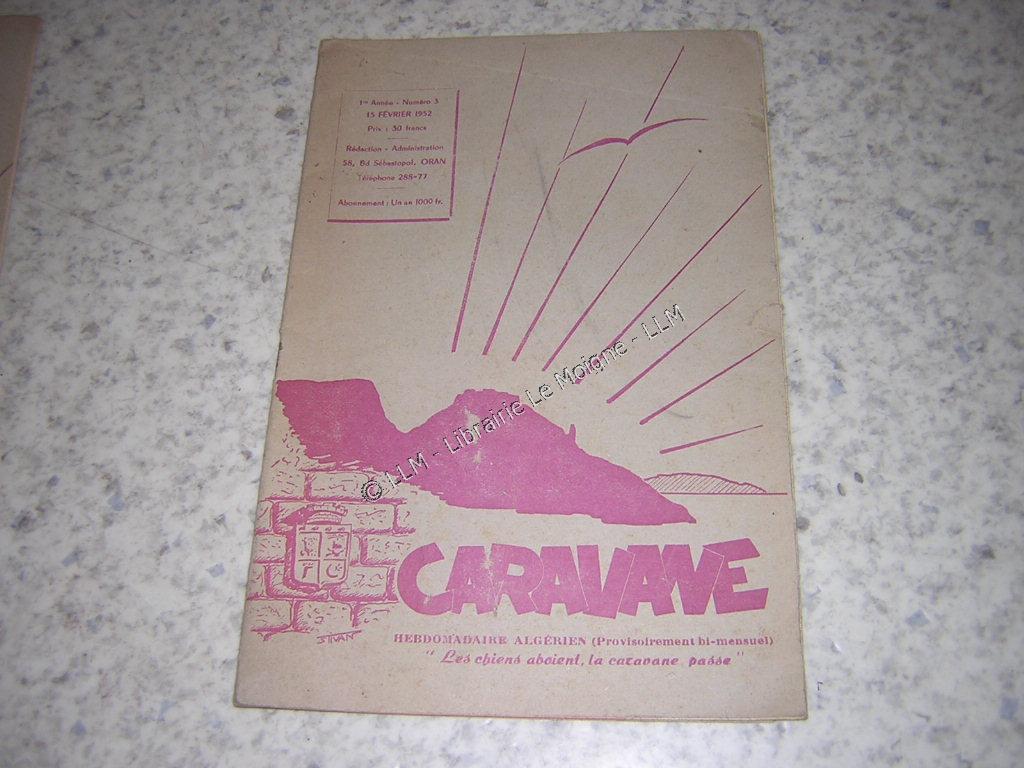 1re Année - Numéro 3
15 FÉVRIER 1952
Prix : 30 francs
Rédaction - Administration
58, Bd Sébastopol, ORAN
Téléphone 288-77
Abonnement : Un an 1000 fr.
© LLM - Librairie Le Moigne - LLM
CARAVANE
STIVAN
HEBDOMADAIRE ALGÉRIEN (Provisoirement bi-mensuel)
" Les chiens aboient, la caravane passe "